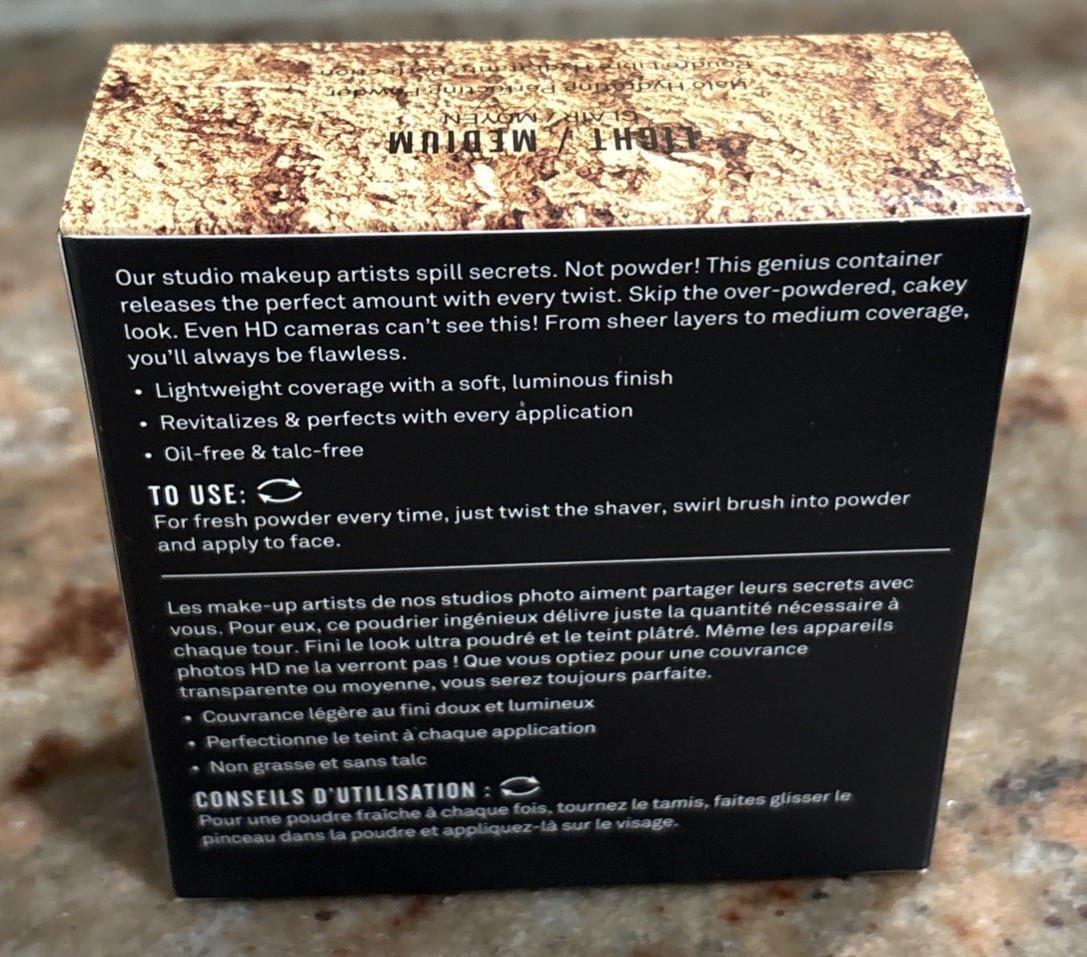 Poudre Libre Hydratante Perfection
Halo Hydrating Perfecting Powder
CLAIR / MOYEN
LIGHT / MEDIUM
Our studio makeup artists spill secrets. Not powder! This genius container
releases the perfect amount with every twist. Skip the over-powdered, cakey
look. Even HD cameras can't see this! From sheer layers to medium coverage,
you'll always be flawless.
• Lightweight coverage with a soft, luminous finish
• Revitalizes & perfects with every application
• Oil-free & talc-free
TO USE:
For fresh powder every time, just twist the shaver, swirl brush into powder
and apply to face.
Les make-up artists de nos studios photo aiment partager leurs secrets avec
vous. Pour eux, ce poudrier ingénieux délivre juste la quantité nécessaire à
chaque tour. Fini le look ultra poudré et le teint plâtré. Même les appareils
photos HD ne la verront pas ! Que vous optiez pour une couvrance
transparente ou moyenne, vous serez toujours parfaite.
• Couvrance légère au fini doux et lumineux
• Perfectionne le teint à chaque application
• Non grasse et sans talc
CONSEILS D'UTILISATION :
Pour une poudre fraîche à chaque fois, tournez le tamis, faites glisser le
pinceau dans la poudre et appliquez-là sur le visage.